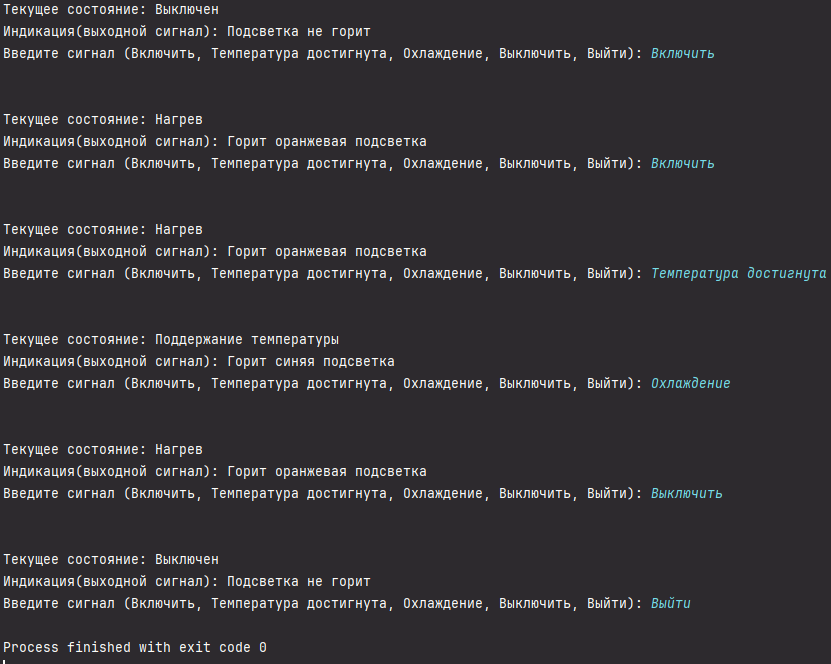 Текущее состояние: Выключен
Индикация(выходной сигнал): Подсветка не горит
Введите сигнал (Включить, Температура достигнута, Охлаждение, Выключить, Выйти): Включить
Текущее состояние: Нагрев
Индикация(выходной сигнал): Горит оранжевая подсветка
Введите сигнал (Включить, Температура достигнута, Охлаждение, Выключить, Выйти): Включить
Текущее состояние: Нагрев
Индикация(выходной сигнал): Горит оранжевая подсветка
Введите сигнал (Включить, Температура достигнута, Охлаждение, Выключить, Выйти): Температура достигнута
Текущее состояние: Поддержание температуры
Индикация(выходной сигнал): Горит синяя подсветка
Введите сигнал (Включить, Температура достигнута, Охлаждение, Выключить, Выйти): Охлаждение
Текущее состояние: Нагрев
Индикация(выходной сигнал): Горит оранжевая подсветка
Введите сигнал (Включить, Температура достигнута, Охлаждение, Выключить, Выйти): Выключить
Текущее состояние: Выключен
Индикация(выходной сигнал): Подсветка не горит
Введите сигнал (Включить, Температура достигнута, Охлаждение, Выключить, Выйти): Выйти
Process finished with exit code 0